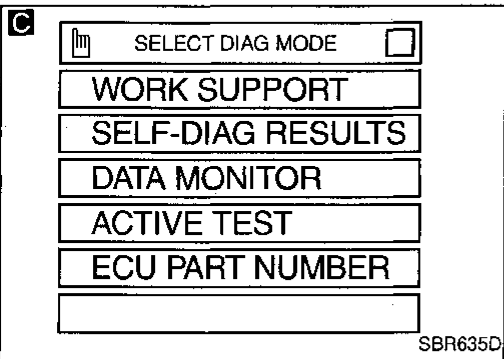 C
SELECT DIAG MODE
WORK SUPPORT
SELF-DIAG RESULTS
DATA MONITOR
ACTIVE TEST
ECU PART NUMBER
SBR635D